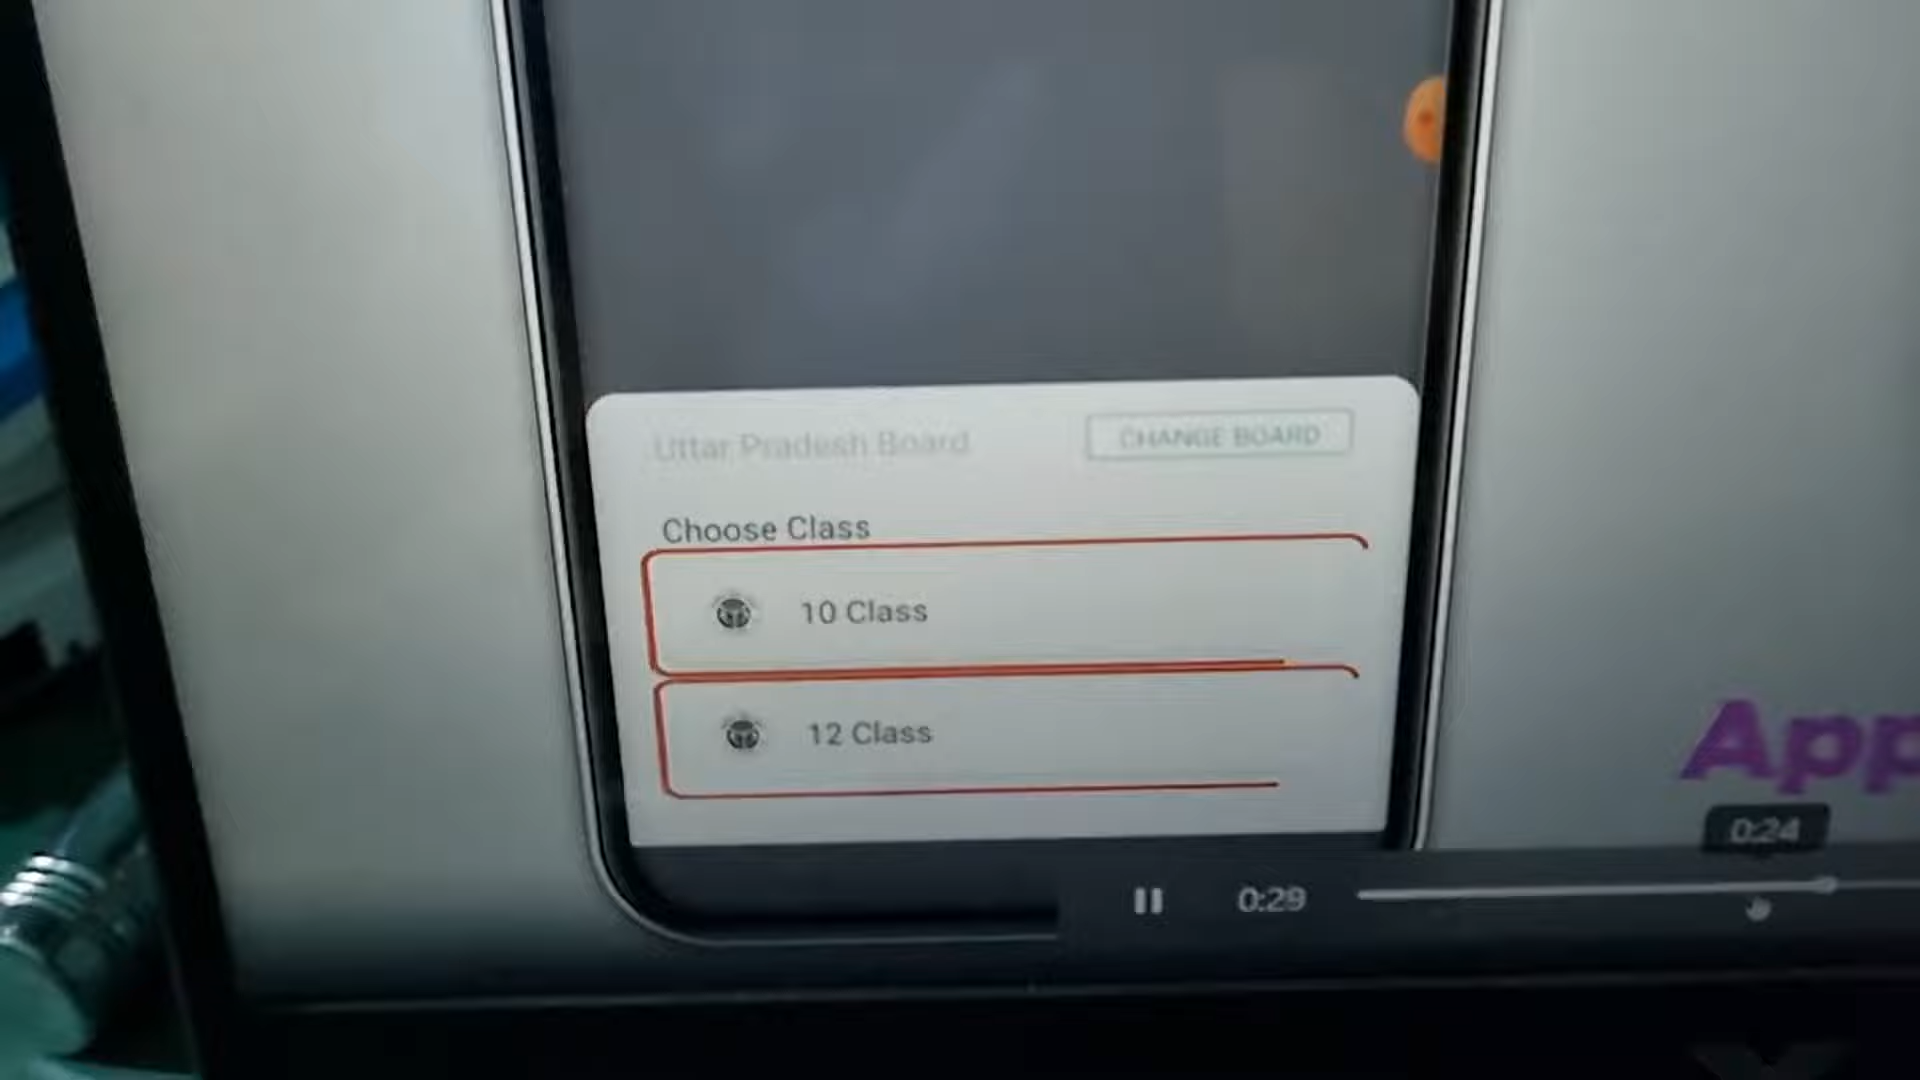 Uttar Pradesh Board
CHANGE BOARD
Choose Class
10 Class
12 Class
App
0:24
0:29